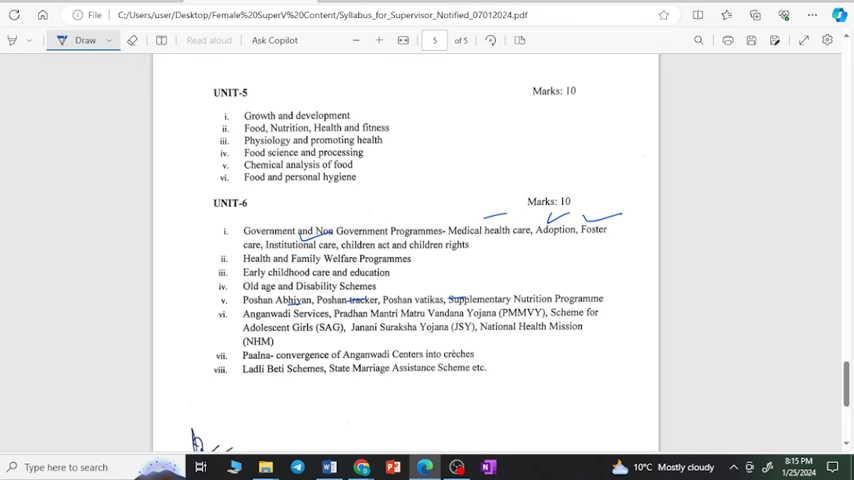 File
C:/Users/user/Desktop/Female%20SuperV%20Content/Syllabus_for_Supervisor_Notified_07012024.pdf
Draw
Read aloud
Ask Copilot
5 of 5
UNIT-5 Marks: 10
i. Growth and development
ii. Food, Nutrition, Health and fitness
iii. Physiology and promoting health
iv. Food science and processing
v. Chemical analysis of food
vi. Food and personal hygiene
UNIT-6 Marks: 10
i. Government and Non Government Programmes- Medical health care, Adoption, Foster
care, Institutional care, children act and children rights
ii. Health and Family Welfare Programmes
iii. Early childhood care and education
iv. Old age and Disability Schemes
v. Poshan Abhiyan, Poshan tracker, Poshan vatikas, Supplementary Nutrition Programme
vi. Anganwadi Services, Pradhan Mantri Matru Vandana Yojana (PMMVY), Scheme for
Adolescent Girls (SAG), Janani Suraksha Yojana (JSY), National Health Mission
(NHM)
vii. Paalna- convergence of Anganwadi Centers into crèches
viii. Ladli Beti Schemes, State Marriage Assistance Scheme etc.
Type here to search
10°C Mostly cloudy
8:15 PM
1/25/2024